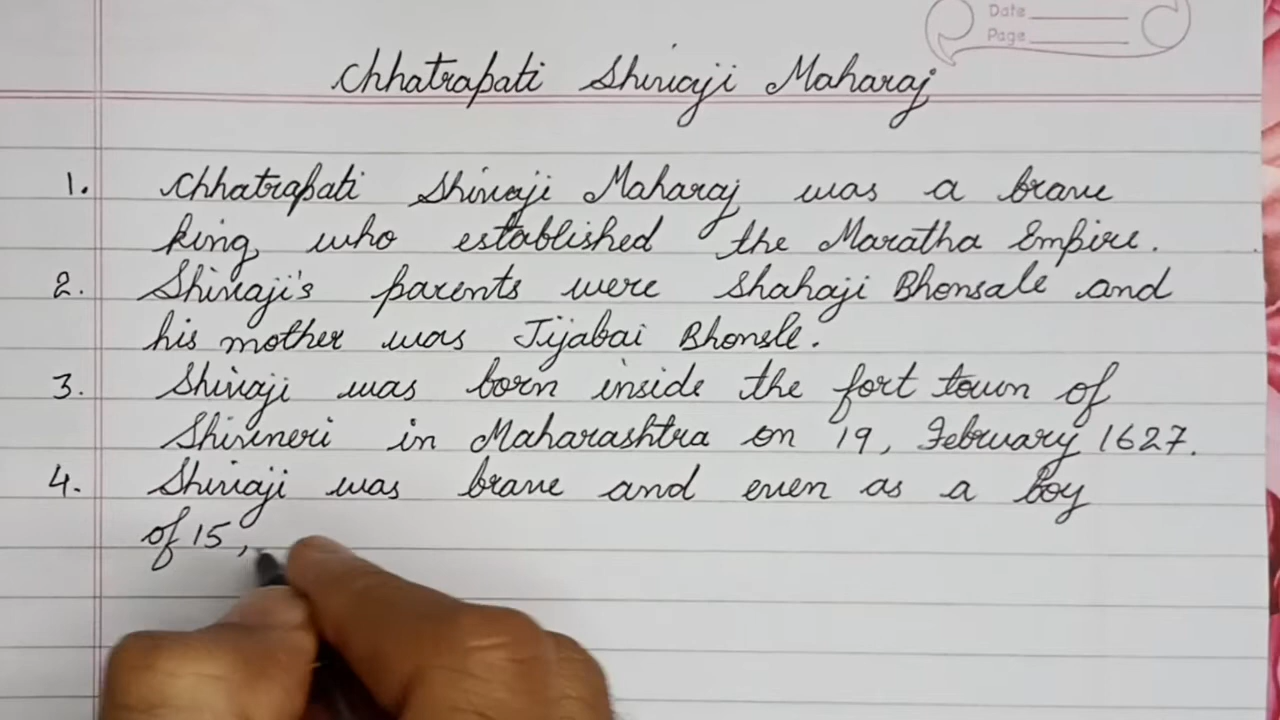 Date
Page
Chhatrapati Shivaji Maharaj
1. Chhatrapati Shivaji Maharaj was a brave
king, who established the Maratha Empire.
2. Shivaji's parents were Shahaji Bhonsale and
his mother was Jijabai Bhonsle.
3. Shivaji was born inside the fort town of
Shivneri in Maharashtra on 19, February 1627.
4. Shivaji was brave and even as a boy
of 15,